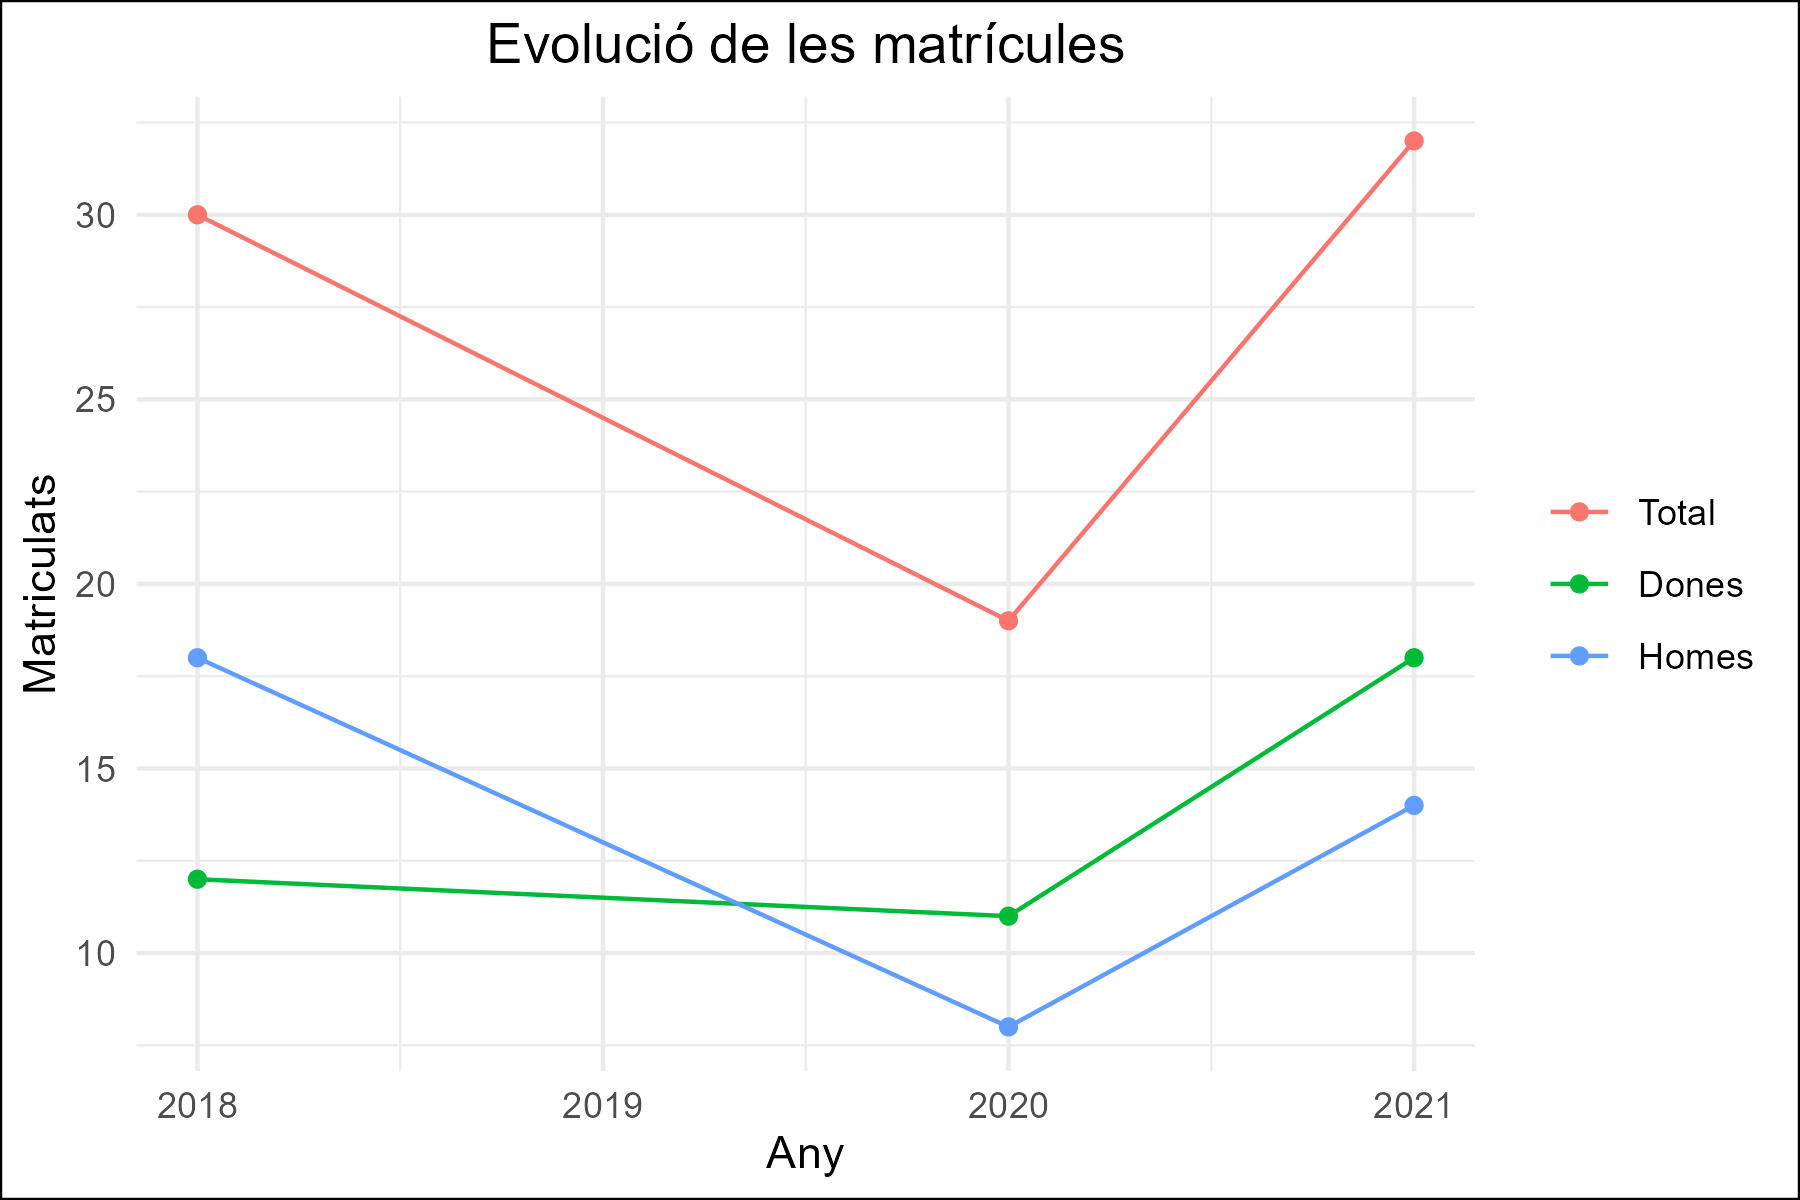 Evolució de les matrícules
Matriculats
30
25
20
15
10
2018
2019
2020
2021
Any
Total
Dones
Homes